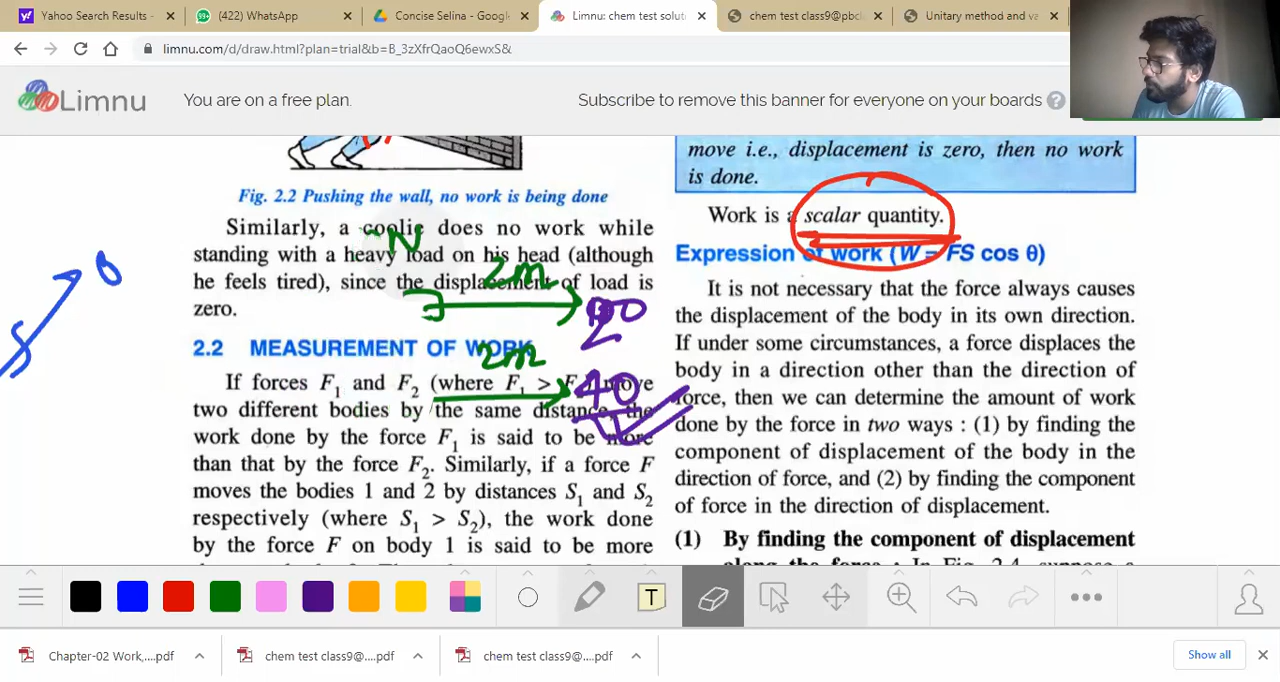 Yahoo Search Results -
(422) WhatsApp
Concise Selina - Google
Limnu: chem test solut
chem test class9@pbcl
Unitary method and va
limnu.com/d/draw.html?plan=trial&b=B_3zXfrQaoQ6ewxS&
Limnu
You are on a free plan.
Subscribe to remove this banner for everyone on your boards
Fig. 2.2 Pushing the wall, no work is being done
Similarly, a coolie does no work while
standing with a heavy load on his head (although
he feels tired), since the displacement of load is
zero.
2.2 MEASUREMENT OF WORK
If forces F1 and F2 (where F1 > F2) move
two different bodies by the same distance, the
work done by the force F1 is said to be more
than that by the force F2. Similarly, if a force F
moves the bodies 1 and 2 by distances S1 and S2
respectively (where S1 > S2), the work done
by the force F on body 1 is said to be more
N
2m
20
2m
40
θ
move i.e., displacement is zero, then no work
is done.
Work is a scalar quantity.
Expression of work (W = FS cos θ)
It is not necessary that the force always causes
the displacement of the body in its own direction.
If under some circumstances, a force displaces the
body in a direction other than the direction of
force, then we can determine the amount of work
done by the force in two ways : (1) by finding the
component of displacement of the body in the
direction of force, and (2) by finding the component
of force in the direction of displacement.
(1) By finding the component of displacement
along the force : In Fig. 2.4, suppose a
T
Chapter-02 Work,....pdf
chem test class9@....pdf
chem test class9@....pdf
Show all